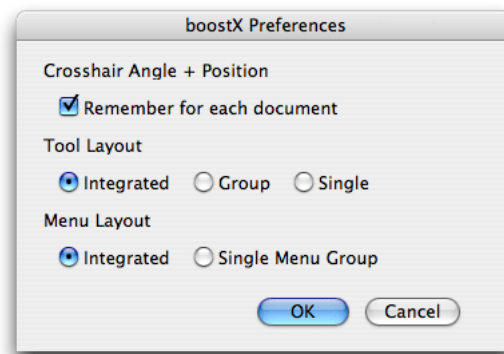 boostX Preferences
Crosshair Angle + Position
Remember for each document
Tool Layout
Integrated Group Single
Menu Layout
Integrated Single Menu Group
OK Cancel